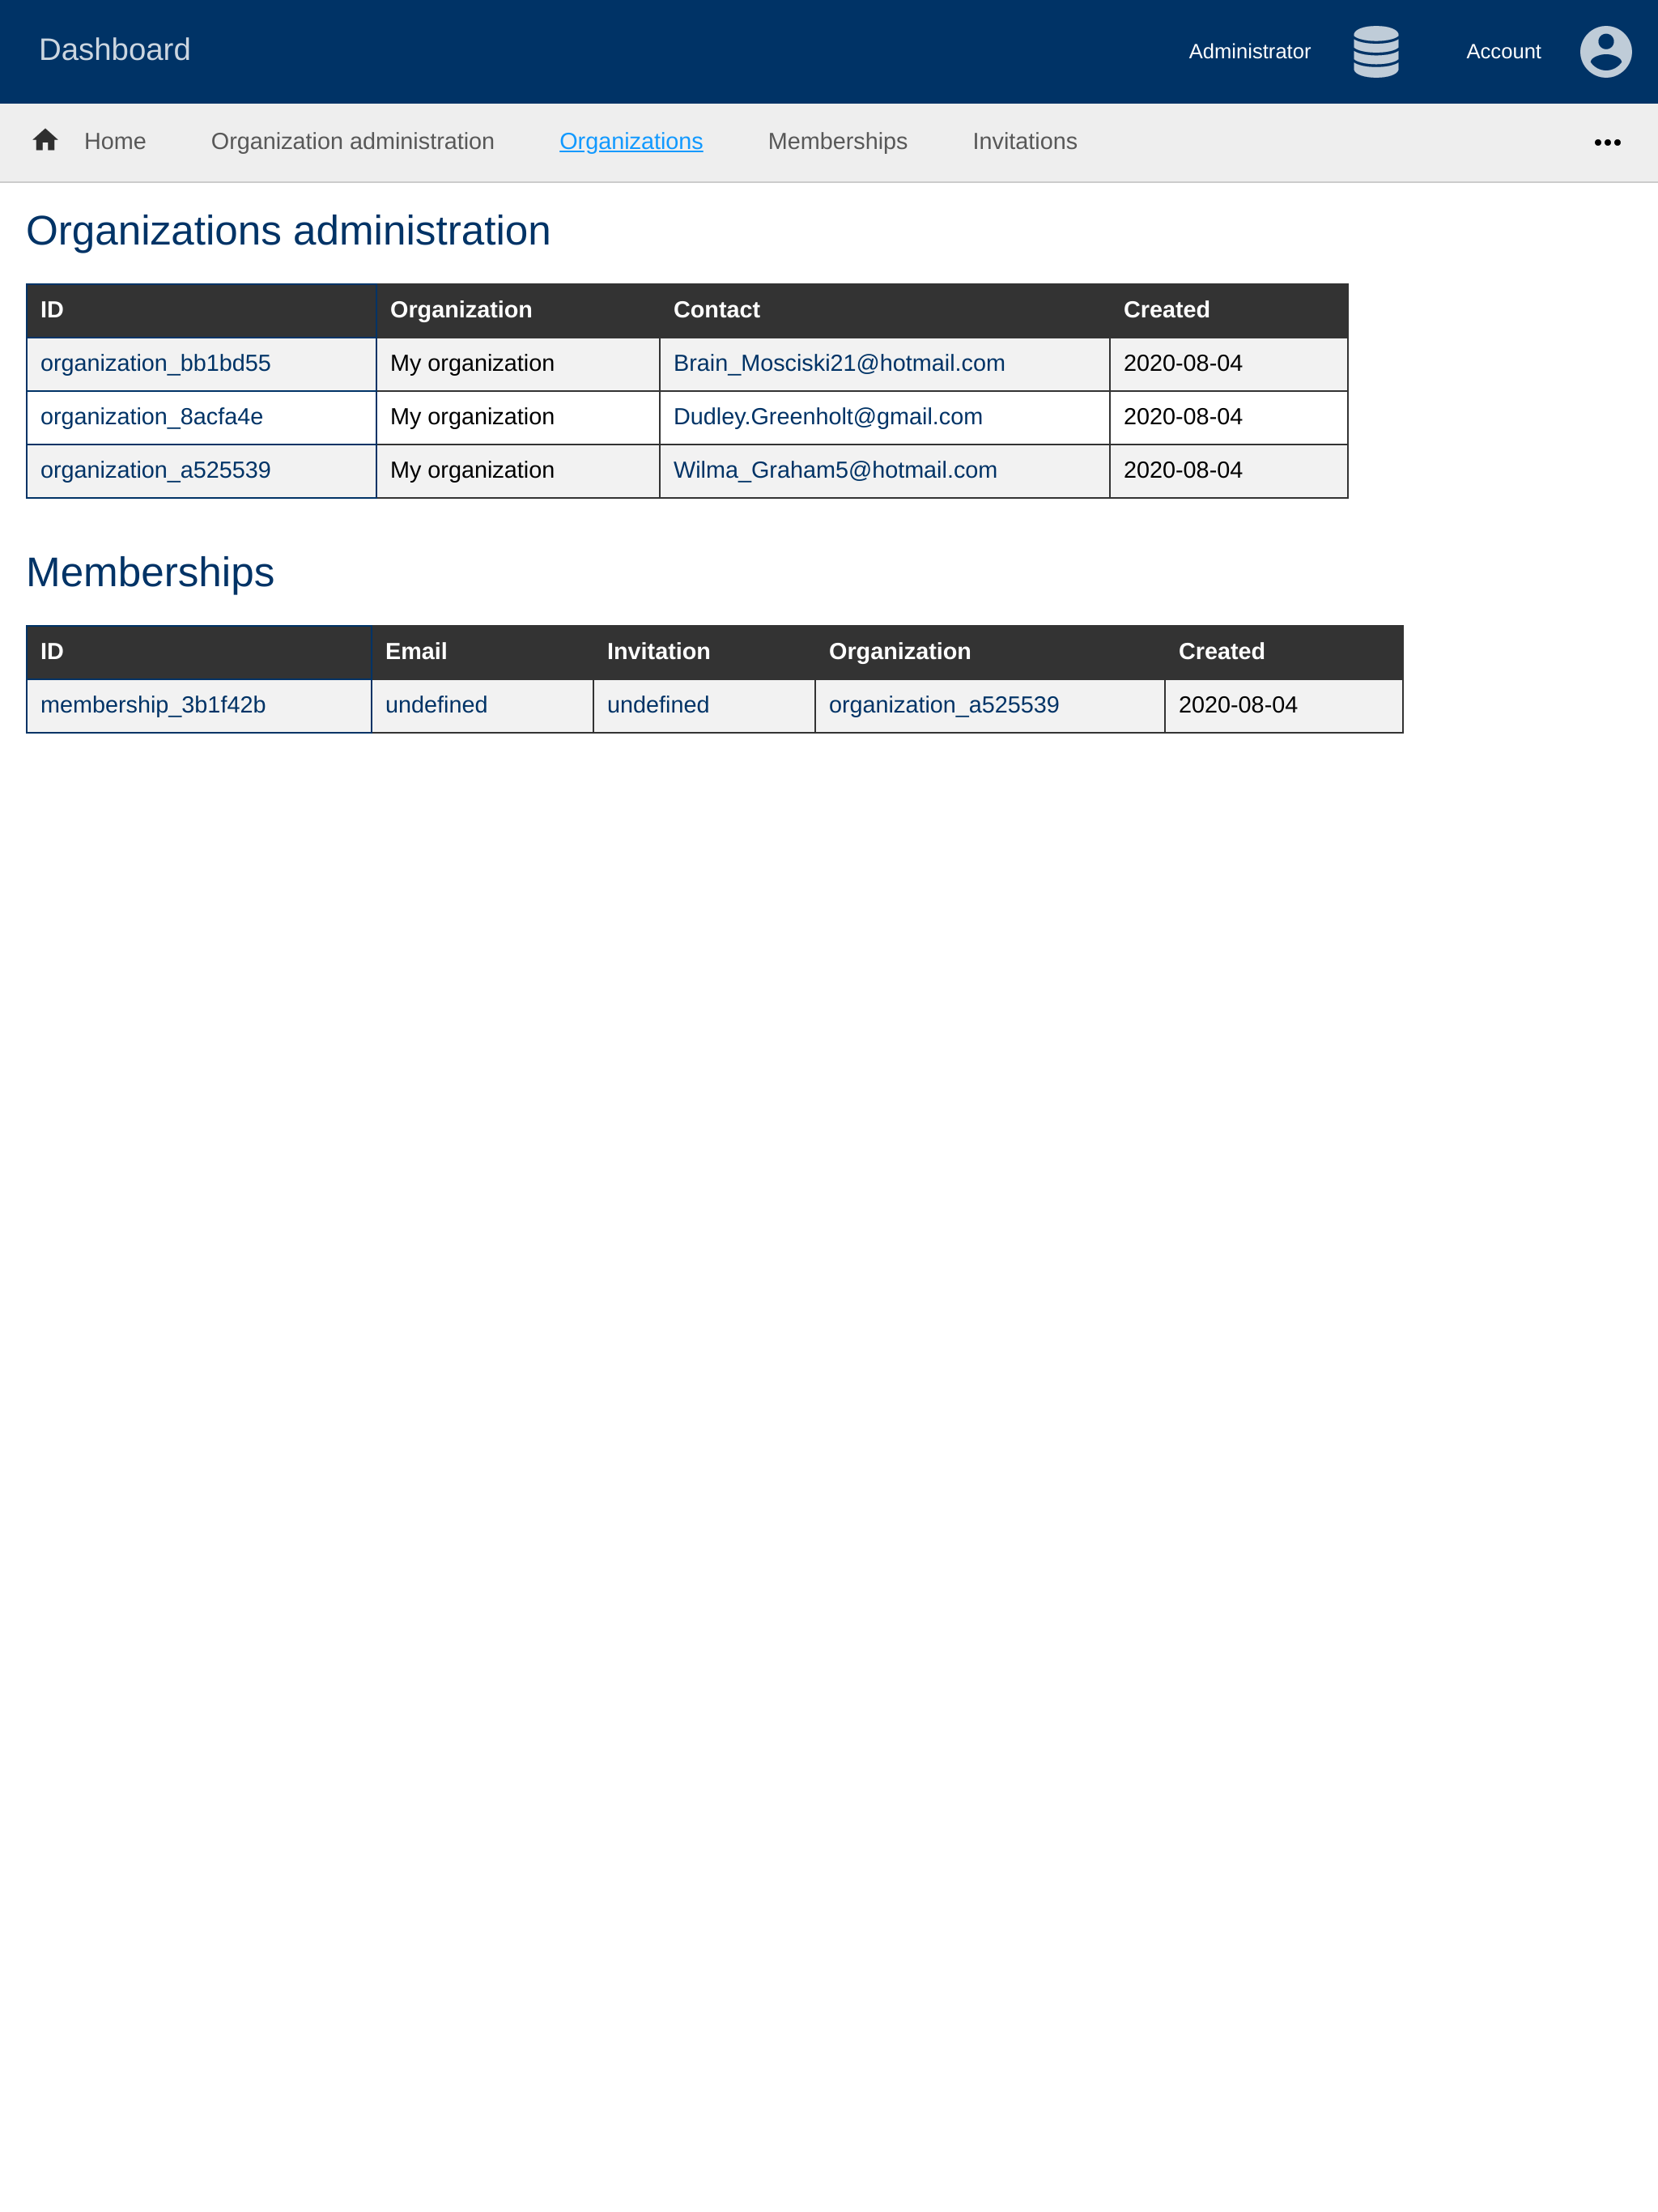 Dashboard Administrator Account
Home Organization administration Organizations Memberships Invitations
Organizations administration
ID Organization Contact Created
organization_bb1bd55 My organization Brain_Mosciski21@hotmail.com 2020-08-04
organization_8acfa4e My organization Dudley.Greenholt@gmail.com 2020-08-04
organization_a525539 My organization Wilma_Graham5@hotmail.com 2020-08-04
Memberships
ID Email Invitation Organization Created
membership_3b1f42b undefined undefined organization_a525539 2020-08-04